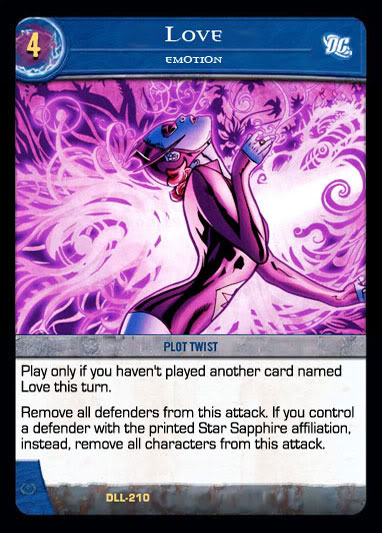 4
Love
DC
EMOTION
PLOT TWIST
Play only if you haven't played another card named
Love this turn.
Remove all defenders from this attack. If you control
a defender with the printed Star Sapphire affiliation,
instead, remove all characters from this attack.
DLL-210